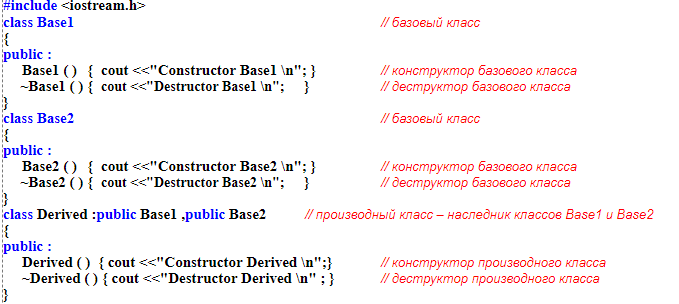 #include <iostream.h>
class Base1 // базовый класс
{
public :
Base1 ( ) { cout <<"Constructor Base1 \n"; } // конструктор базового класса
~Base1 ( ) { cout <<"Destructor Base1 \n"; } // деструктор базового класса
}
class Base2 // базовый класс
{
public :
Base2 ( ) { cout <<"Constructor Base2 \n"; } // конструктор базового класса
~Base2 ( ) { cout <<"Destructor Base2 \n"; } // деструктор базового класса
}
class Derived :public Base1 ,public Base2 // производный класс – наследник классов Base1 и Base2
{
public :
Derived ( ) { cout <<"Constructor Derived \n";} // конструктор производного класса
~Derived ( ) { cout <<"Destructor Derived \n" ; } // деструктор производного класса
}